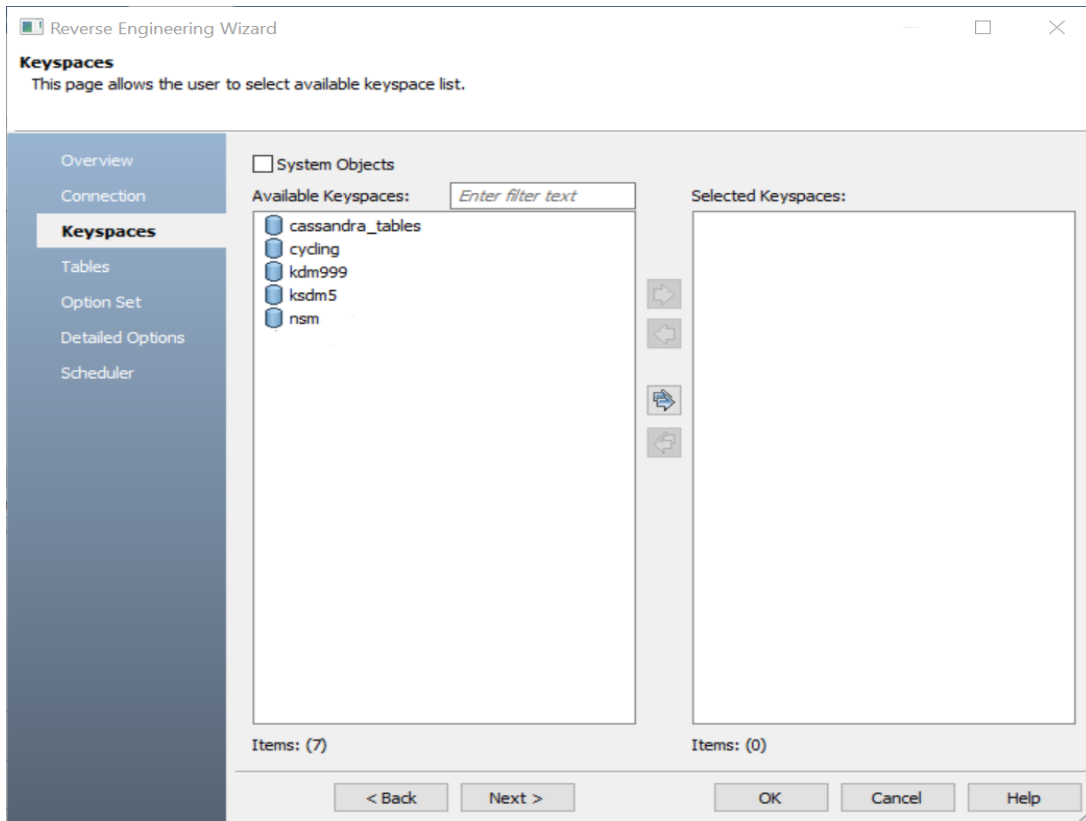 Reverse Engineering Wizard
Keyspaces
This page allows the user to select available keyspace list.
Overview
Connection
Keyspaces
Tables
Option Set
Detailed Options
Scheduler
System Objects
Available Keyspaces:
Enter filter text
cassandra_tables
cycling
kdm999
ksdm5
nsm
Items: (7)
Selected Keyspaces:
Items: (0)
< Back
Next >
OK
Cancel
Help